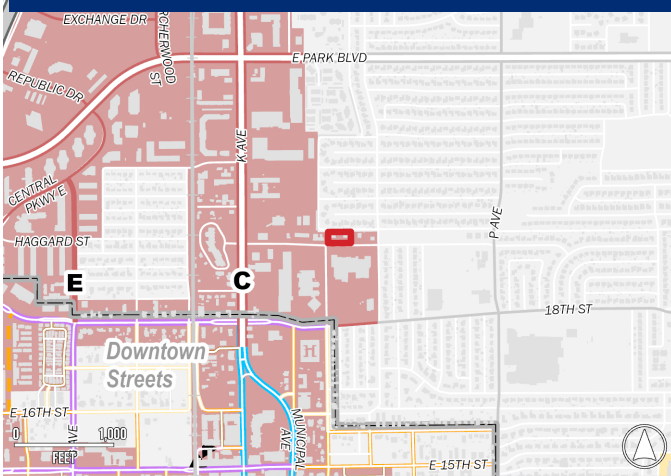 EXCHANGE DR
RCHERWOOD
ST
E PARK BLVD
REPUBLIC DR
K AVE
CENTRAL
PKWY E
P AVE
HAGGARD ST
E
C
18TH ST
Downtown
Streets
H
E 16TH ST
0 1,000
FEET
AVE
MUNICIPAL
AVE
E 15TH ST